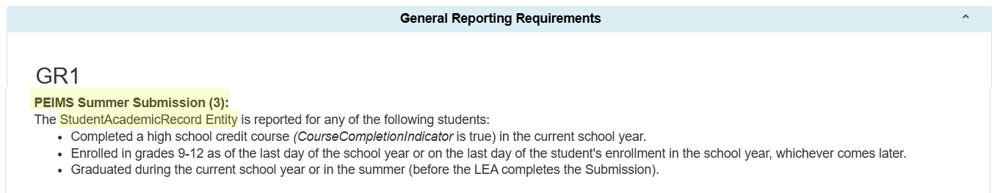 General Reporting Requirements
GR1
PEIMS Summer Submission (3):
The StudentAcademicRecord Entity is reported for any of the following students:
• Completed a high school credit course (CourseCompletionIndicator is true) in the current school year.
• Enrolled in grades 9-12 as of the last day of the school year or on the last day of the student's enrollment in the school year, whichever comes later.
• Graduated during the current school year or in the summer (before the LEA completes the Submission).